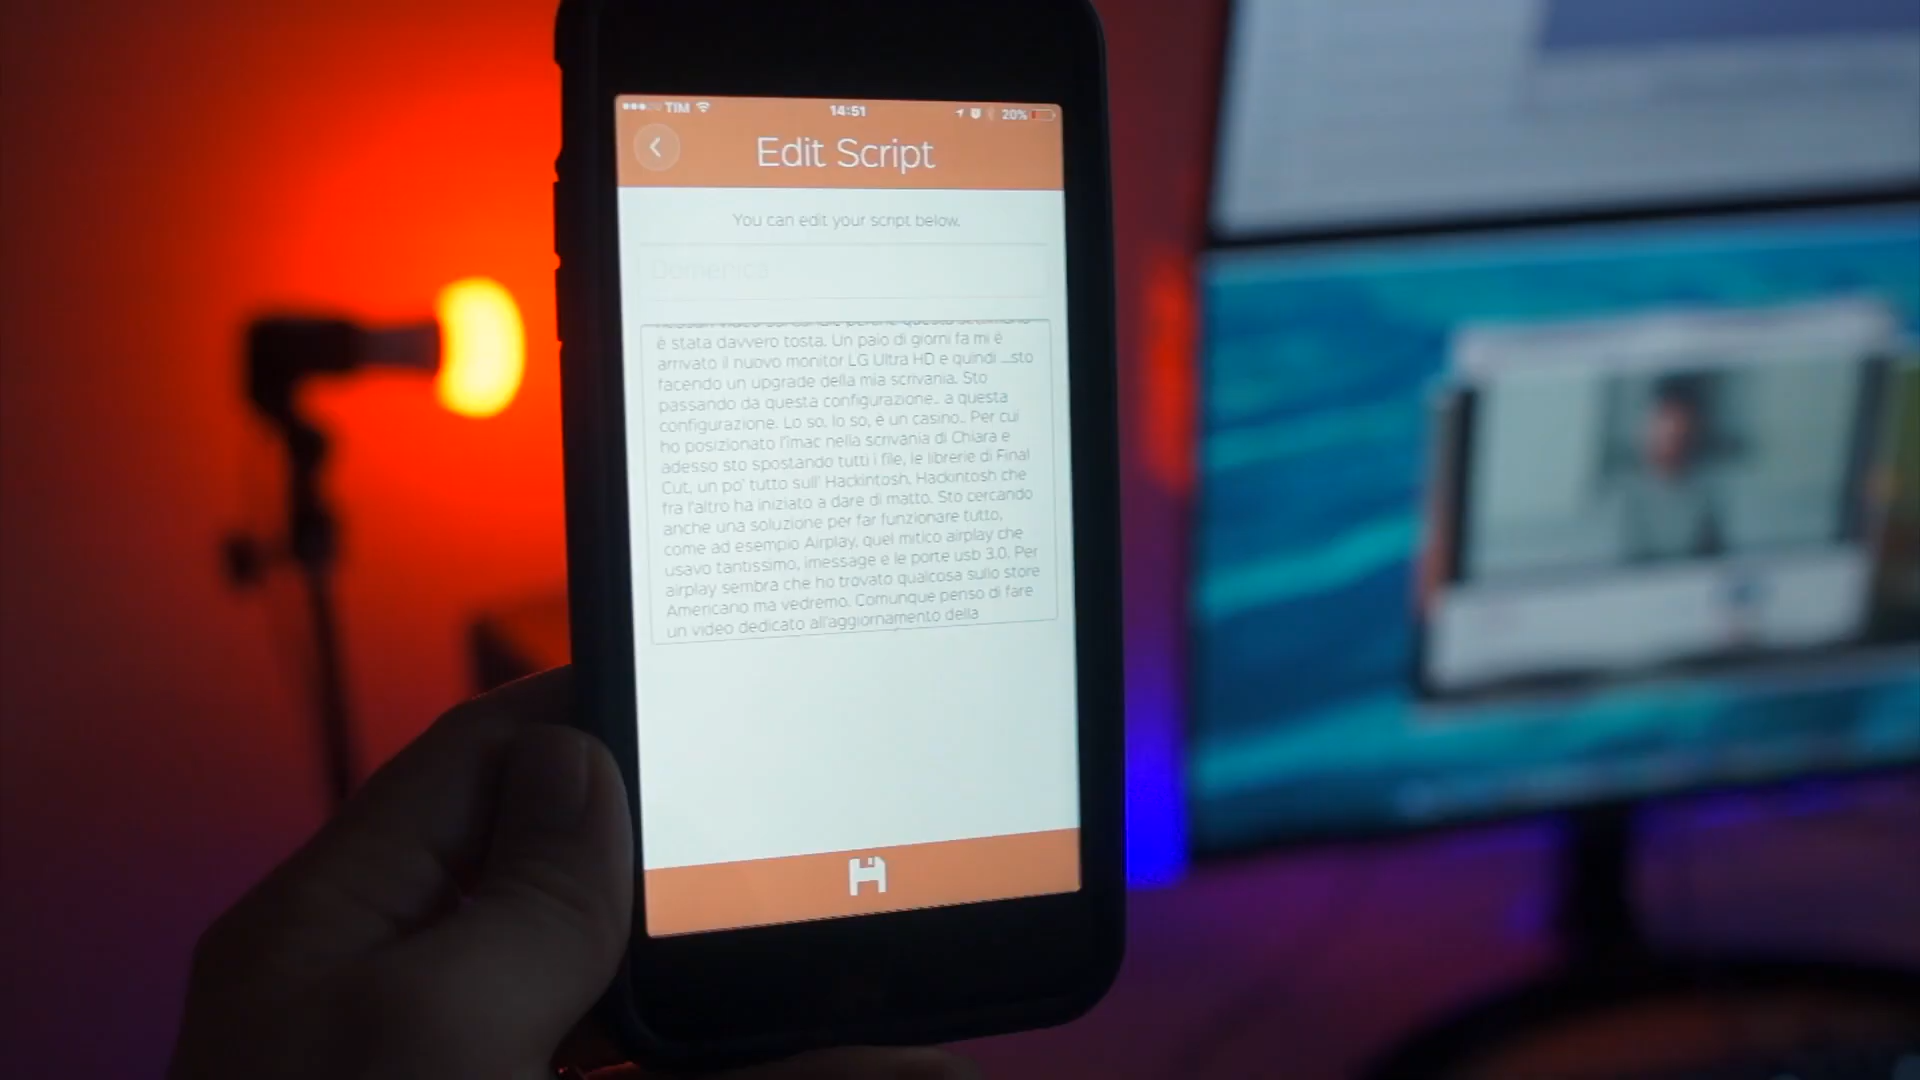 TIM
14:51
20%
Edit Script
You can edit your script below.
Domenica
è stata davvero tosta. Un paio di giorni fa mi è
arrivato il nuovo monitor LG Ultra HD e quindi ...sto
facendo un upgrade della mia scrivania. Sto
passando da questa configurazione.. a questa
configurazione. Lo so, lo so, è un casino.. Per cui
ho posizionato l'imac nella scrivania di Chiara e
adesso sto spostando tutti i file, le librerie di Final
Cut, un po' tutto sull' Hackintosh. Hackintosh che
fra l'altro ha iniziato a dare di matto. Sto cercando
anche una soluzione per far funzionare tutto,
come ad esempio Airplay, quel mitico airplay che
usavo tantissimo, imessage e le porte usb 3.0. Per
airplay sembra che ho trovato qualcosa sullo store
Americano ma vedremo. Comunque penso di fare
un video dedicato all'aggiornamento della